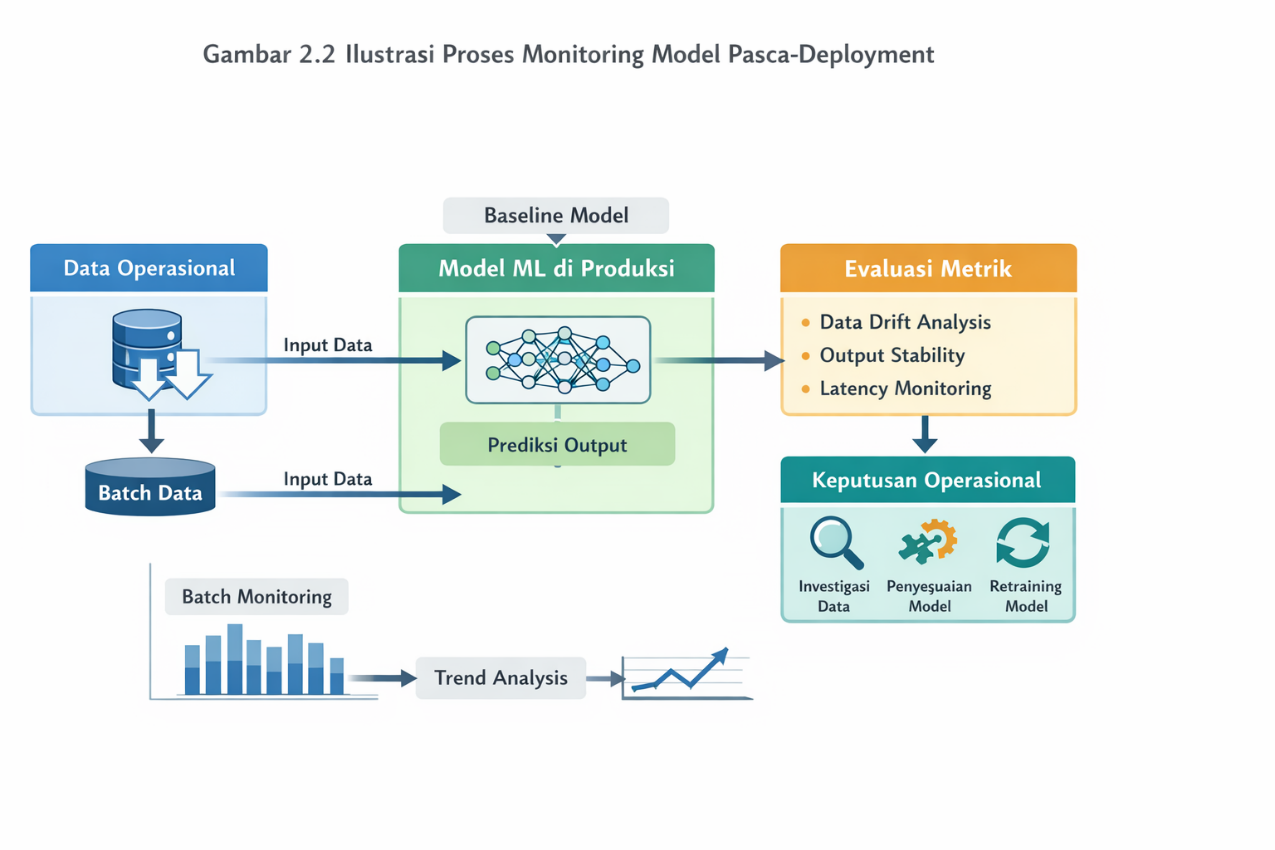 Gambar 2.2 Ilustrasi Proses Monitoring Model Pasca-Deployment
Baseline Model
Data Operasional
Model ML di Produksi
Evaluasi Metrik
Input Data
• Data Drift Analysis
• Output Stability
• Latency Monitoring
Prediksi Output
Batch Data
Input Data
Keputusan Operasional
Investigasi
Data
Penyeşuaian
Model
Retraining
Model
Batch Monitoring
Trend Analysis